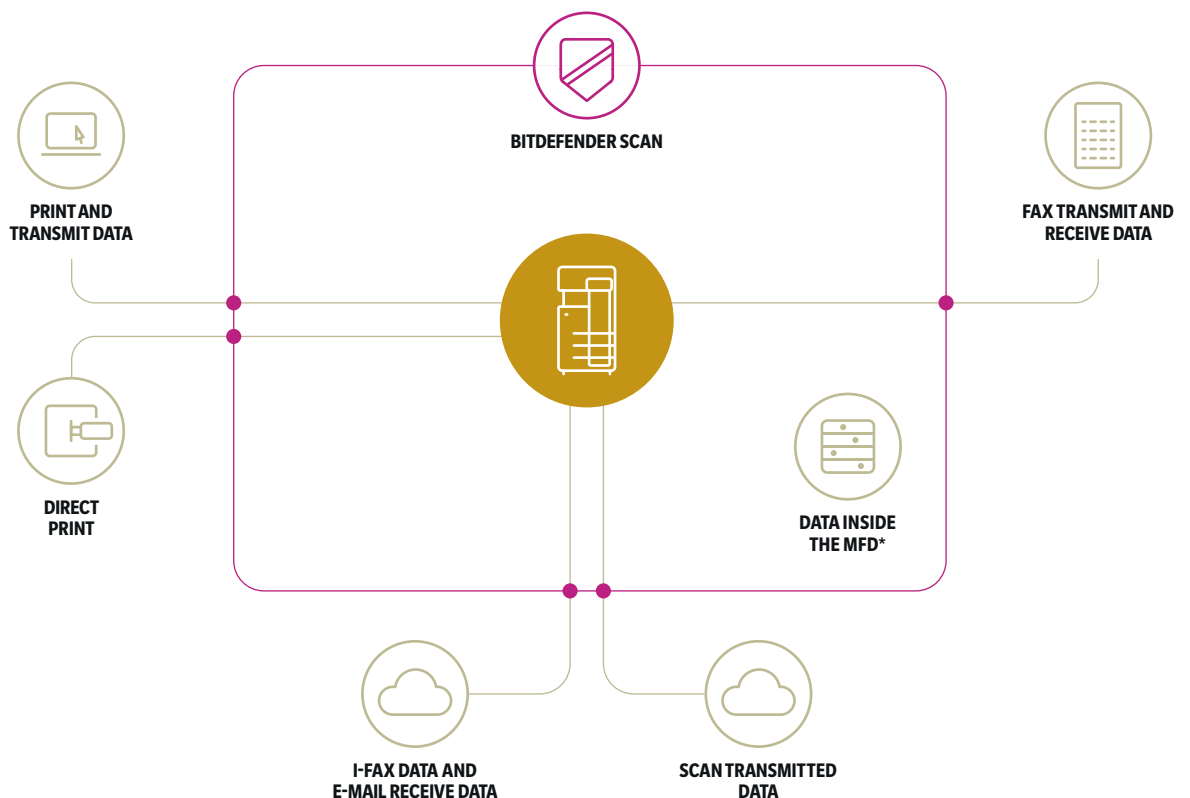 BITDEFENDER SCAN
PRINT AND
TRANSMIT DATA
FAX TRANSMIT AND
RECEIVE DATA
DIRECT
PRINT
DATA INSIDE
THE MFD*
I-FAX DATA AND
E-MAIL RECEIVE DATA
SCAN TRANSMITTED
DATA